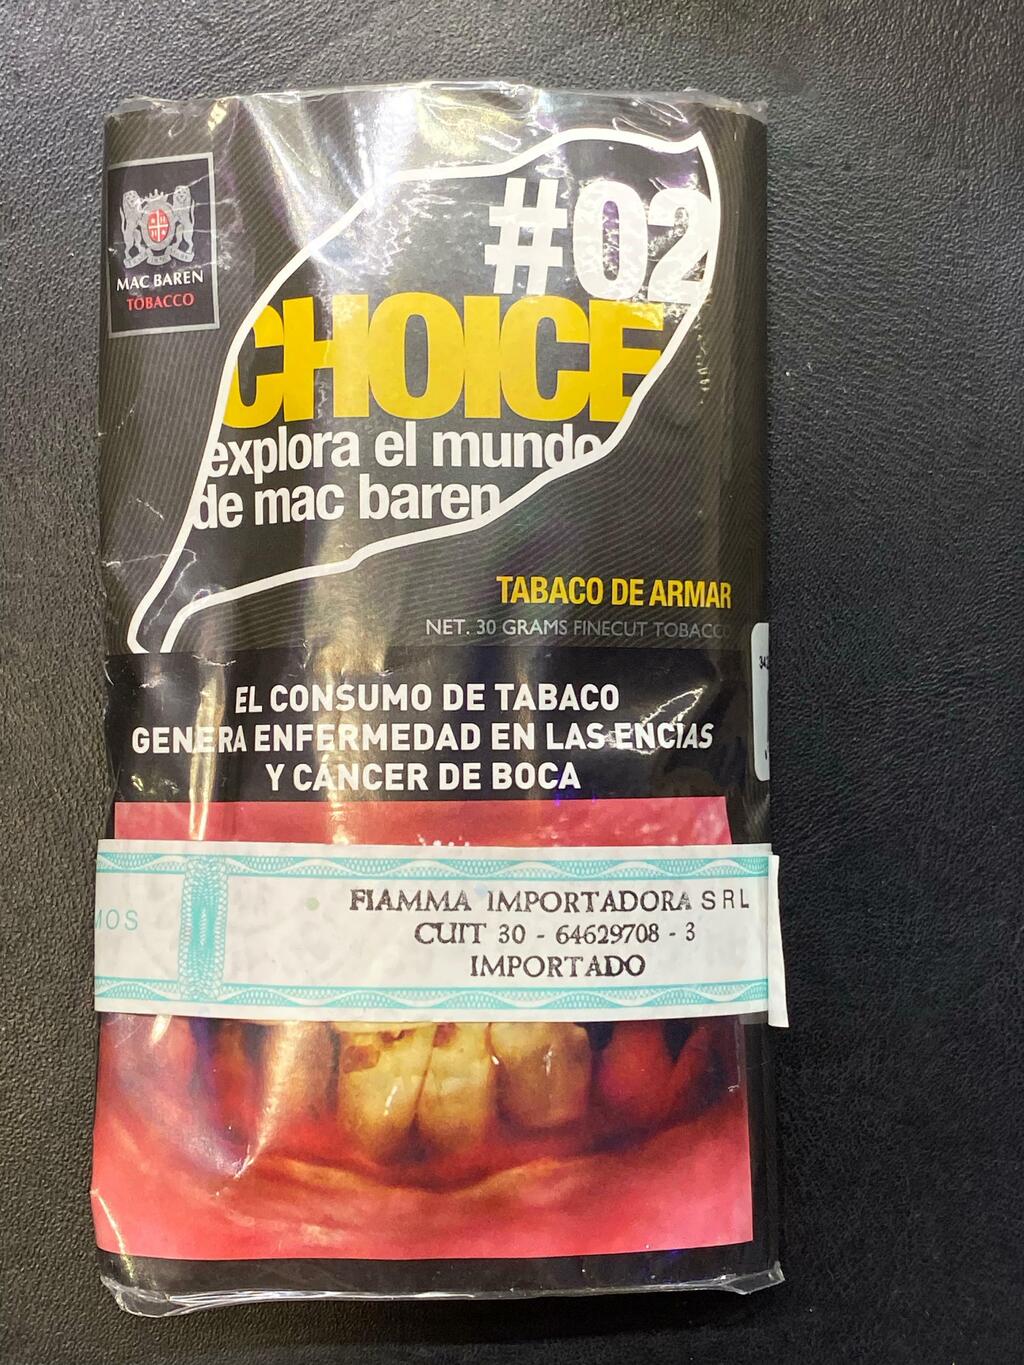 MAC BAREN
TOBACCO
#02
CHOICE
explora el mundo
de mac baren
TABACO DE ARMAR
NET. 30 GRAMS FINECUT TOBACCO
EL CONSUMO DE TABACO
GENERA ENFERMEDAD EN LAS ENCÍAS
Y CÁNCER DE BOCA
MOS
FIAMMA IMPORTADORA SRL
CUIT 30 - 64629708 - 3
IMPORTADO